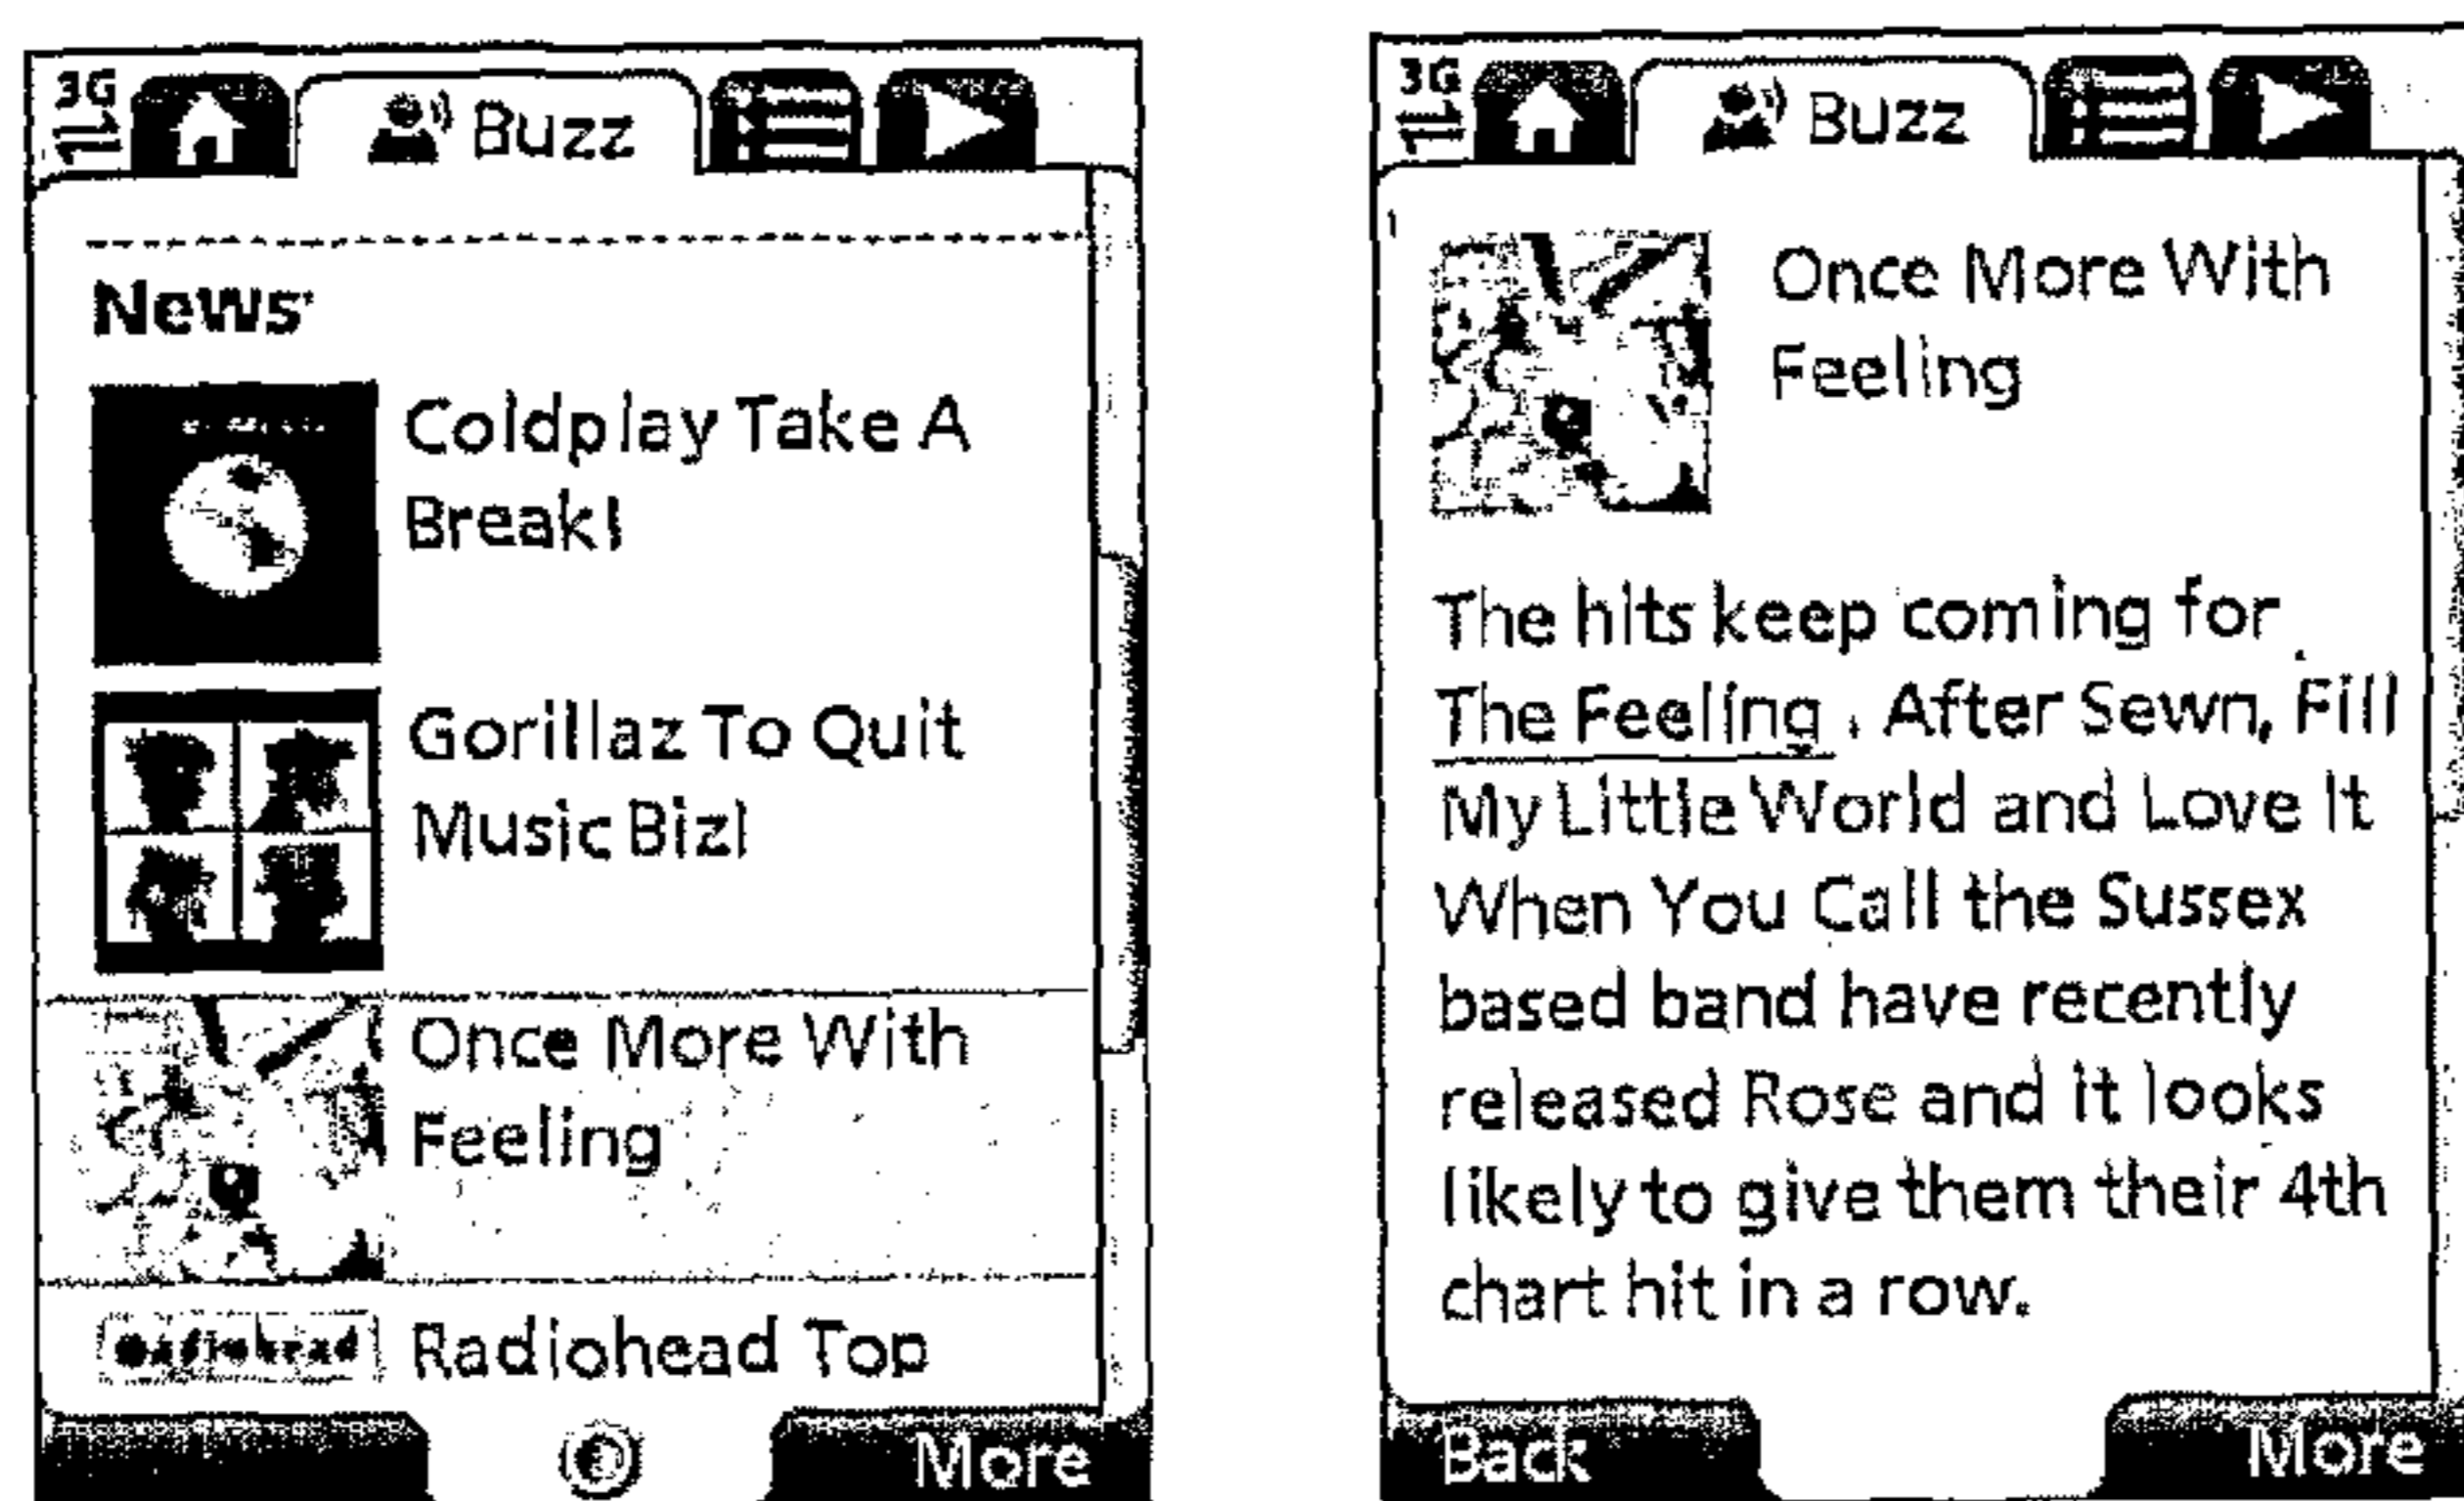 3G
Buzz
News
Coldplay Take A
Break!
Gorillaz To Quit
Music Biz!
Once More With
Feeling
radiohead
Radiohead Top
More
3G
Buzz
Once More With
Feeling
The hits keep coming for
The Feeling . After Sewn, Fill
My Little World and Love It
When You Call the Sussex
based band have recently
released Rose and it looks
likely to give them their 4th
chart hit in a row.
Back
More